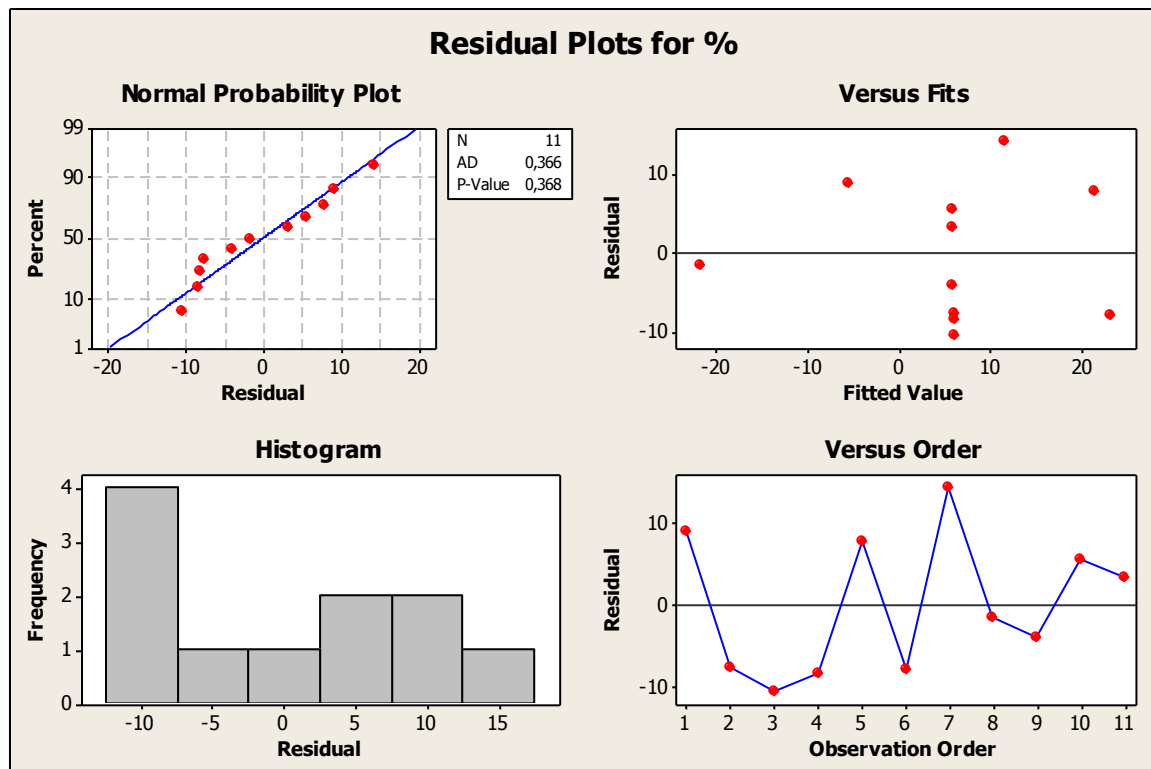 Residual Plots for %
Normal Probability Plot
99
90
50
10
1
Percent
-20 -10 0 10 20
Residual
N 11
AD 0,366
P-Value 0,368
Versus Fits
10
0
-10
Residual
-20 -10 0 10 20
Fitted Value
Histogram
4
3
2
1
0
Frequency
-10 -5 0 5 10 15
Residual
Versus Order
10
0
-10
Residual
1 2 3 4 5 6 7 8 9 10 11
Observation Order